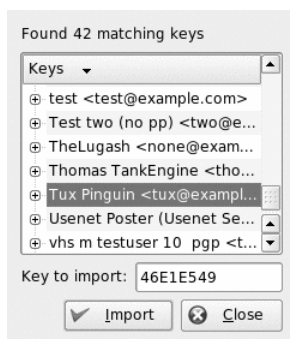 Found 42 matching keys
Keys
test <test@example.com>
Test two (no pp) <two@e...
TheLugash <none@exam...
Thomas TankEngine <tho...
Tux Pinguin <tux@exampl...
Usenet Poster (Usenet Se...
vhs m testuser 10 pgp <t...
Key to import: 46E1E549
Import Close